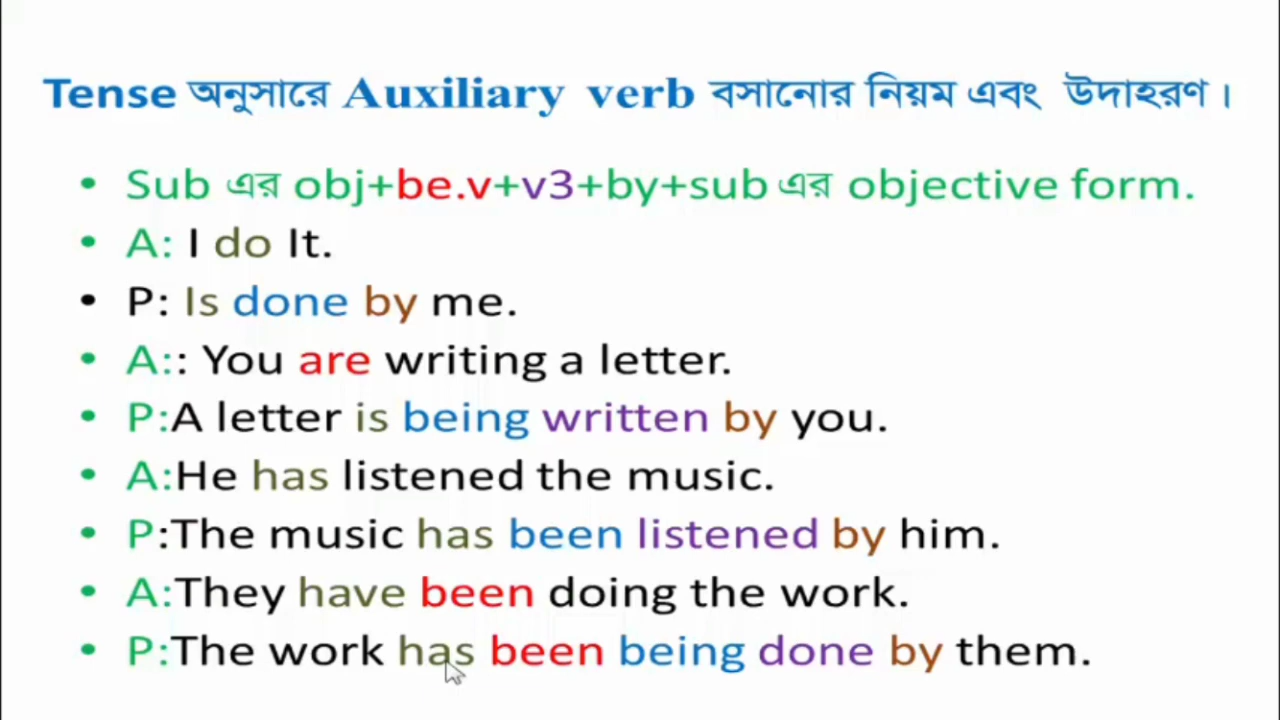 Tense অনুসারে Auxiliary verb বসানোর নিয়ম এবং উদাহরণ।
• Sub এর obj+be.v+v3+by+sub এর objective form.
• A: I do It.
• P: Is done by me.
• A:: You are writing a letter.
• P:A letter is being written by you.
• A:He has listened the music.
• P:The music has been listened by him.
• A:They have been doing the work.
• P:The work has been being done by them.